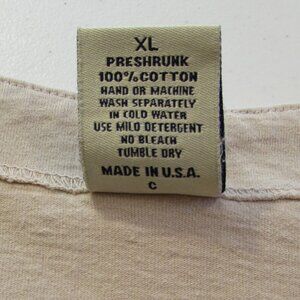 XL
PRESHRUNK
100% COTTON
HAND OR MACHINE
WASH SEPARATELY
IN COLD WATER
USE MILD DETERGENT
NO BLEACH
TUMBLE DRY
MADE IN U.S.A.
C